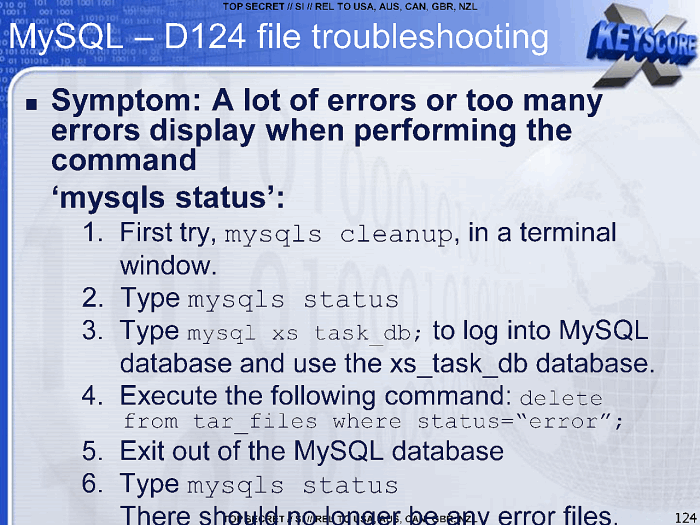 TOP SECRET // SI // REL TO USA, AUS, CAN, GBR, NZL
MySQL – D124 file troubleshooting
X KEYSCORE
■ Symptom: A lot of errors or too many
errors display when performing the
command
‘mysqls status’:
1. First try, mysqls cleanup, in a terminal
window.
2. Type mysqls status
3. Type mysql xs task_db; to log into MySQL
database and use the xs_task_db database.
4. Execute the following command: delete
from tar_files where status=“error”;
5. Exit out of the MySQL database
6. Type mysqls status
There should no longer be any error files.
TOP SECRET // SI // REL TO USA, AUS, CAN, GBR, NZL
124